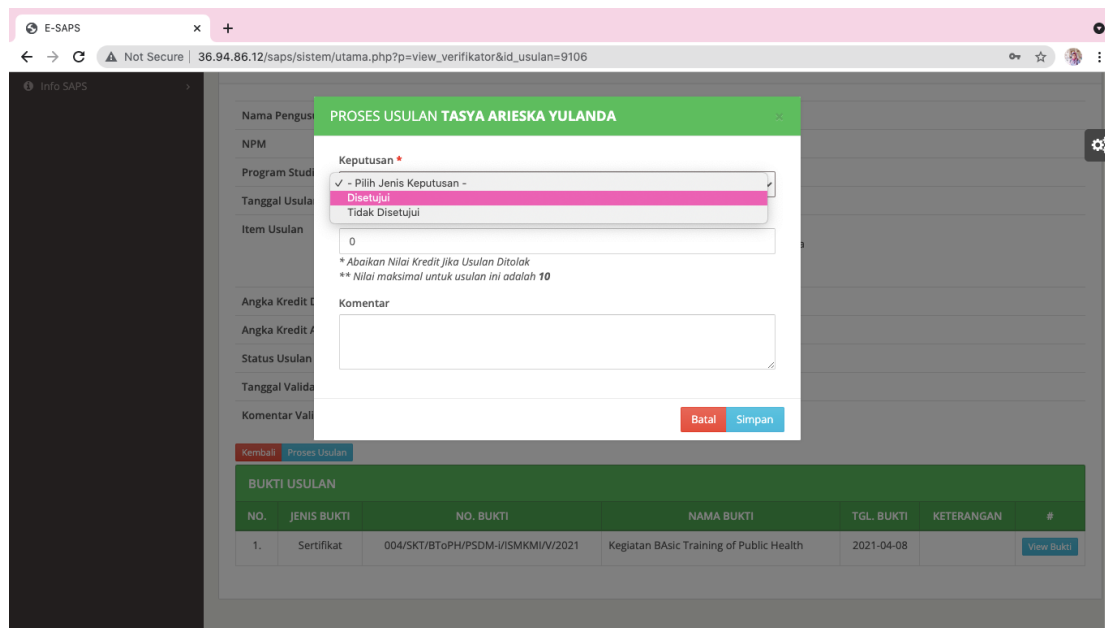 E-SAPS
Not Secure | 36.94.86.12/saps/sistem/utama.php?p=view_verifikator&id_usulan=9106
Info SAPS
PROSES USULAN TASYA ARIESKA YULANDA
Nama Pengus
NPM
Program Studi
Tanggal Usula
Item Usulan
Keputusan *
- Pilih Jenis Keputusan -
Disetujui
Tidak Disetujui
0
* Abaikan Nilai Kredit Jika Usulan Ditolak
** Nilai maksimal untuk usulan ini adalah 10
Angka Kredit D
Komentar
Angka Kredit A
Status Usulan
Tanggal Valida
Komentar Vali
Batal Simpan
Kembali Proses Usulan
BUKTI USULAN
NO. JENIS BUKTI NO. BUKTI NAMA BUKTI TGL. BUKTI KETERANGAN #
1. Sertifikat 004/SKT/BToPH/PSDM-I/ISMKMI/V/2021 Kegiatan BAsic Training of Public Health 2021-04-08 View Bukti